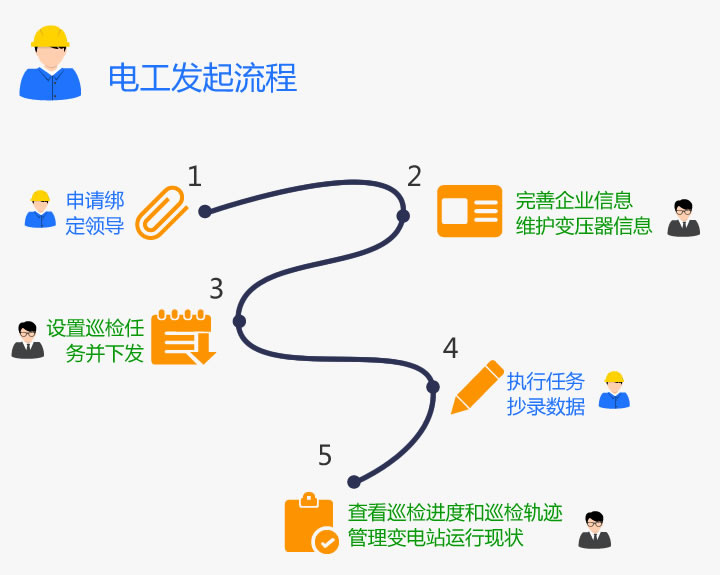 电工发起流程
1
申请绑
定领导
2
完善企业信息
维护变压器信息
3
设置巡检任
务并下发
4
执行任务
抄录数据
5
查看巡检进度和巡检轨迹
管理变电站运行现状